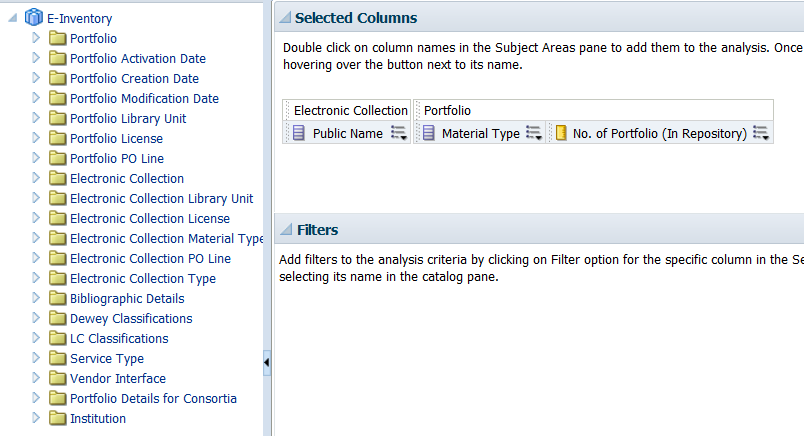 E-Inventory
Portfolio
Portfolio Activation Date
Portfolio Creation Date
Portfolio Modification Date
Portfolio Library Unit
Portfolio License
Portfolio PO Line
Electronic Collection
Electronic Collection Library Unit
Electronic Collection License
Electronic Collection Material Type
Electronic Collection PO Line
Electronic Collection Type
Bibliographic Details
Dewey Classifications
LC Classifications
Service Type
Vendor Interface
Portfolio Details for Consortia
Institution
Selected Columns
Double click on column names in the Subject Areas pane to add them to the analysis. Once
hovering over the button next to its name.
Electronic Collection Portfolio
Public Name Material Type No. of Portfolio (In Repository)
Filters
Add filters to the analysis criteria by clicking on Filter option for the specific column in the Se
selecting its name in the catalog pane.